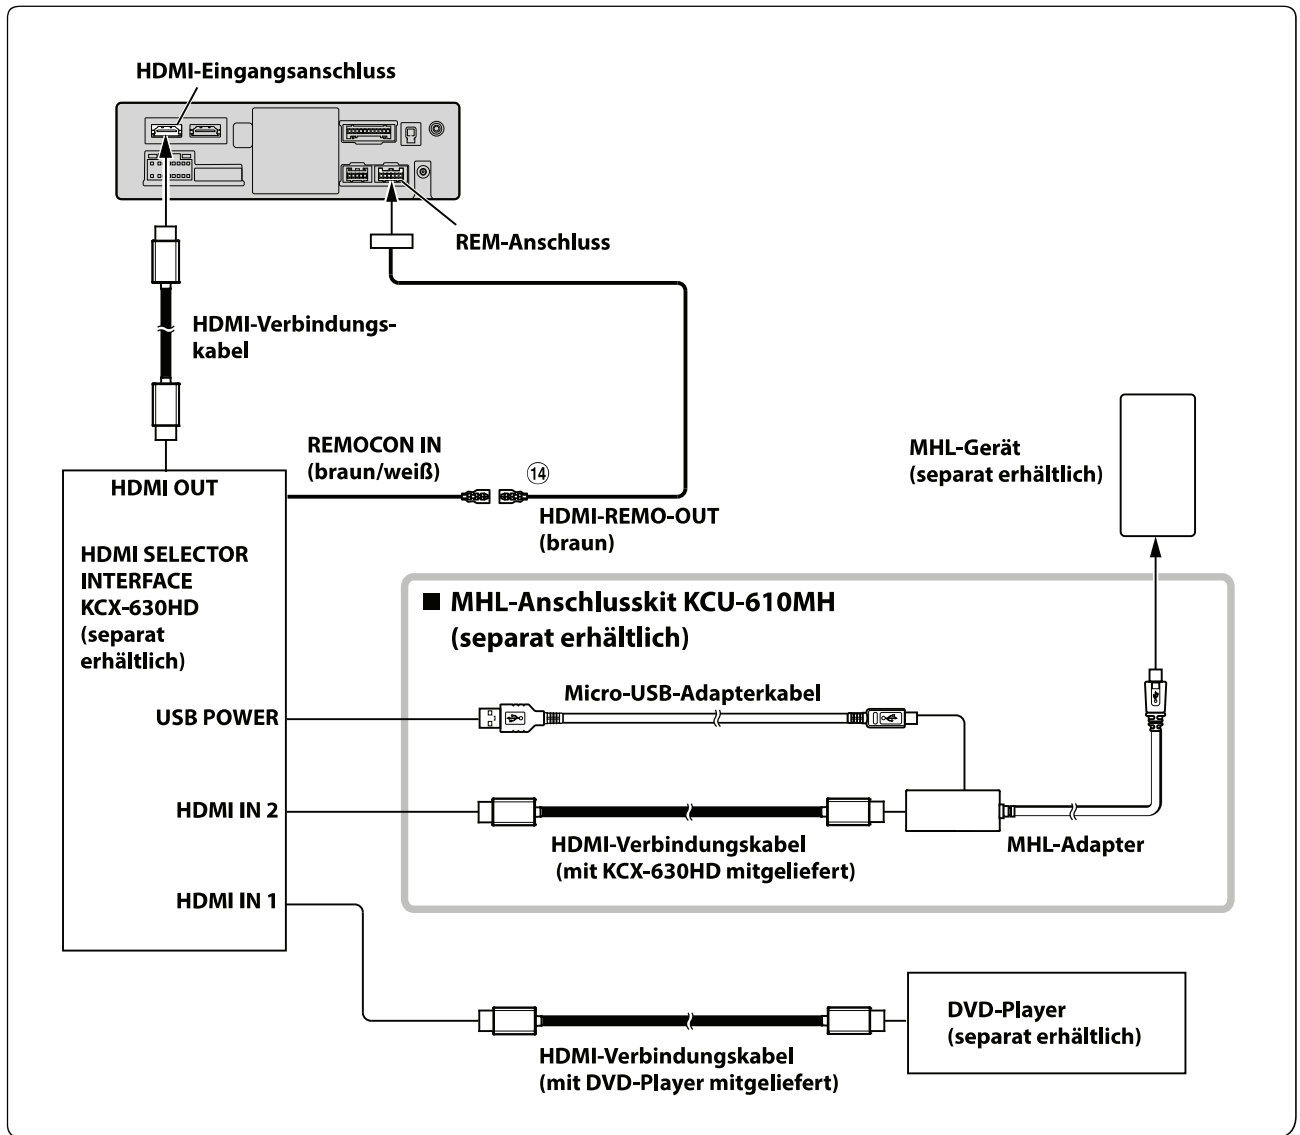 HDMI-Eingangsanschluss
REM-Anschluss
HDMI-Verbindungs-
kabel
REMOCON IN
(braun/weiß)
⑭
HDMI-REMO-OUT
(braun)
MHL-Gerät
(separat erhältlich)
HDMI OUT
HDMI SELECTOR
INTERFACE
KCX-630HD
(separat
erhältlich)
■ MHL-Anschlusskit KCU-610MH
(separat erhältlich)
Micro-USB-Adapterkabel
USB POWER
HDMI IN 2
HDMI-Verbindungskabel
(mit KCX-630HD mitgeliefert)
MHL-Adapter
HDMI IN 1
DVD-Player
(separat erhältlich)
HDMI-Verbindungskabel
(mit DVD-Player mitgeliefert)